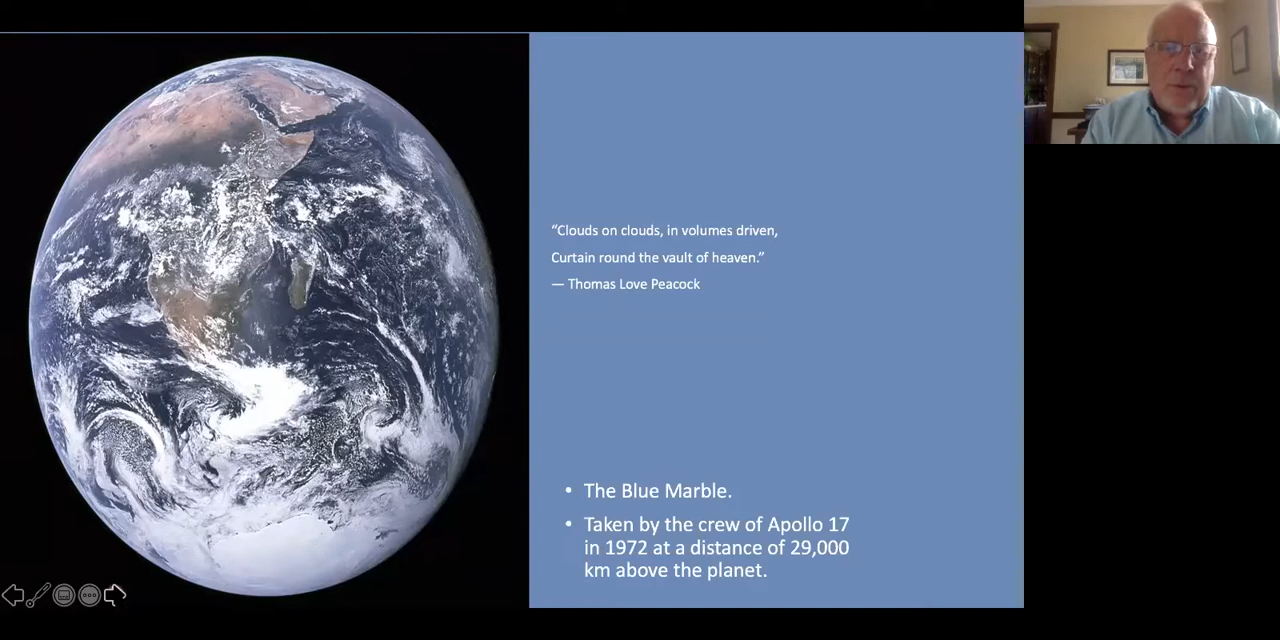 “Clouds on clouds, in volumes driven,
Curtain round the vault of heaven.”
— Thomas Love Peacock
• The Blue Marble.
• Taken by the crew of Apollo 17
in 1972 at a distance of 29,000
km above the planet.